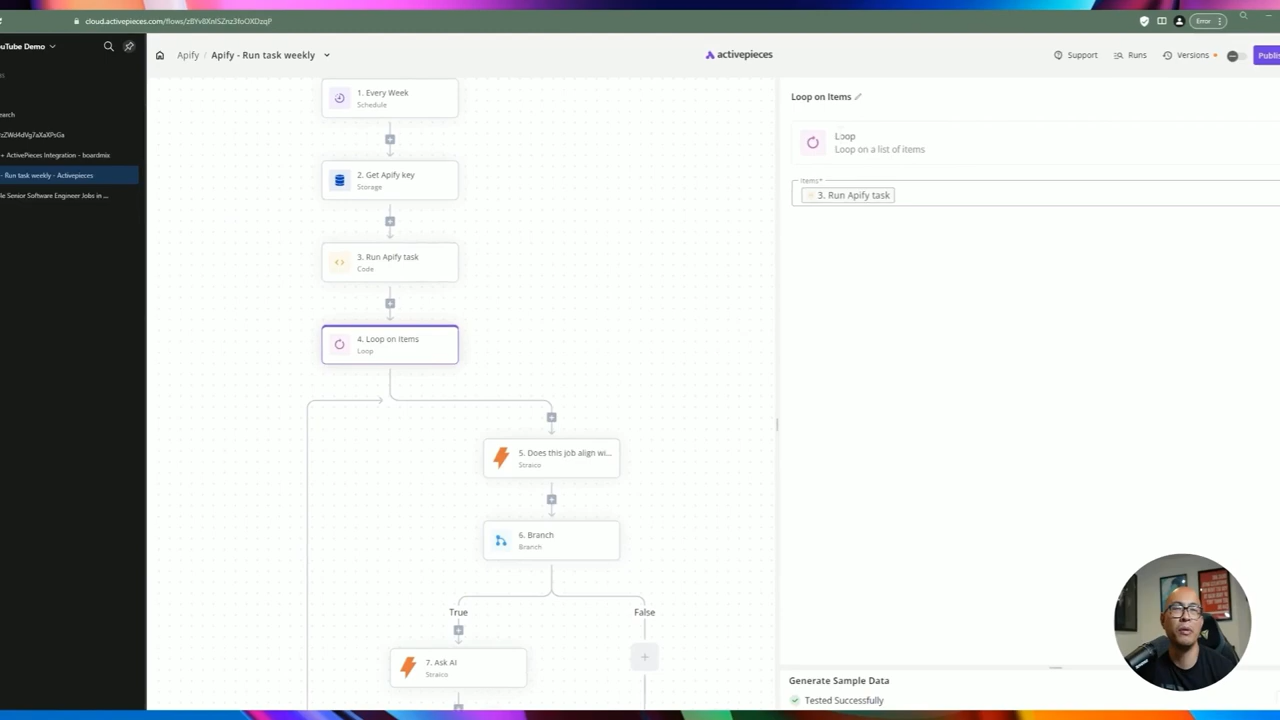 cloud.activepieces.com/flows/z8Yv8XnISZnz3foOXDzqP
Error
ouTube Demo
Apify / Apify - Run task weekly
activepieces
Support
Runs
Versions
Publis
earch
zZWd4dVg7aXaXPsGa
+ ActivePieces Integration - boardmix
- Run task weekly - Activepieces
le Senior Software Engineer Jobs in ...
1. Every Week
Schedule
2. Get Apify key
Storage
3. Run Apify task
Code
4. Loop on Items
Loop
5. Does this job align wi...
Straico
6. Branch
Branch
True
False
7. Ask AI
Straico
Loop on Items
Loop
Loop on a list of items
Items*
3. Run Apify task
Generate Sample Data
Tested Successfully